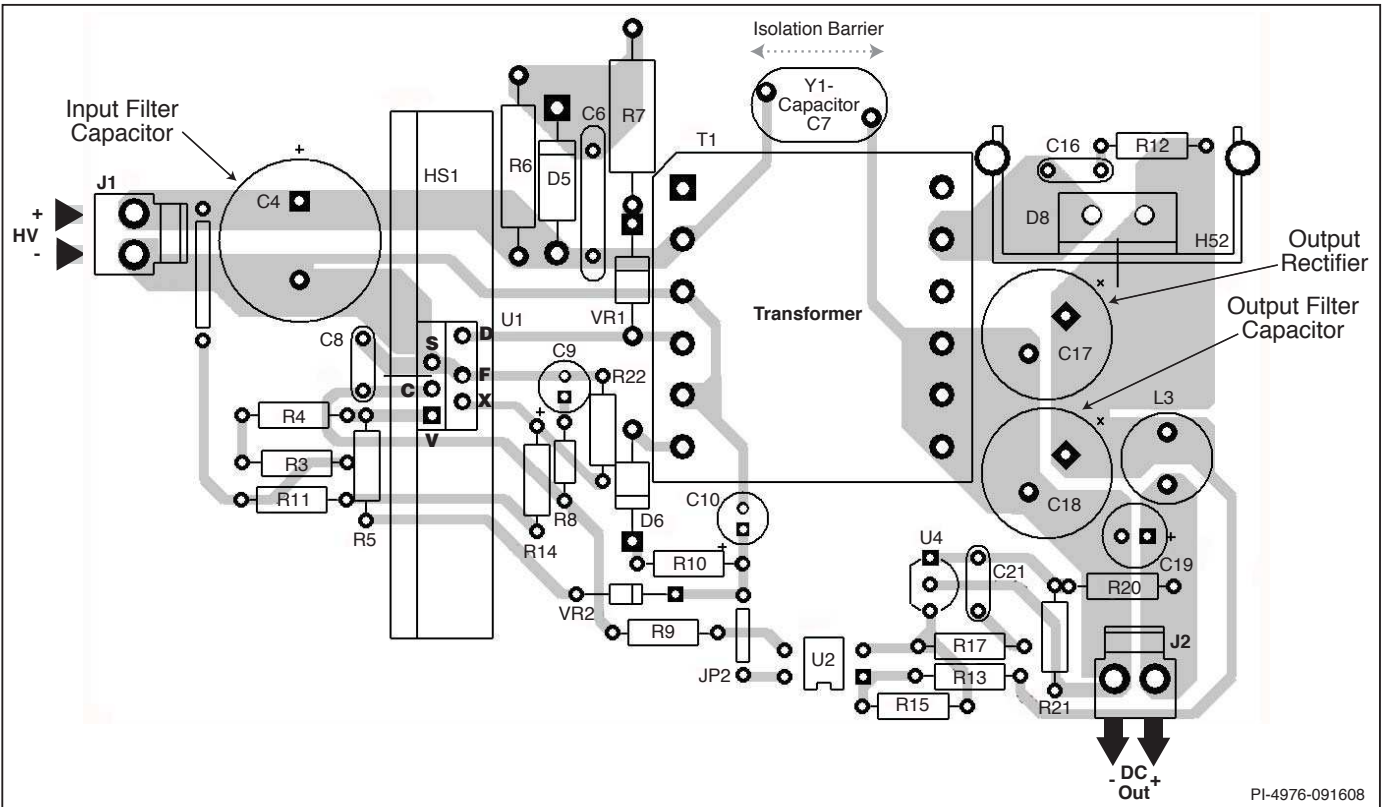 Isolation Barrier
Y1-
Capacitor
C7
Input Filter
Capacitor
+
J1
+
HV
-
C4
HS1
R6
D5
C6
R7
T1
C16
R12
D8
H52
Output
Rectifier
Output Filter
Capacitor
Transformer
VR1
U1
D
S
F
C
X
V
C8
C9
R22
x
C17
x
L3
R4
R3
R11
R5
+
R14
R8
D6
C10
+
R10
C18
U4
C21
+
C19
R20
VR2
R9
JP2
U2
R17
R13
R15
R21
J2
- DC +
Out
PI-4976-091608